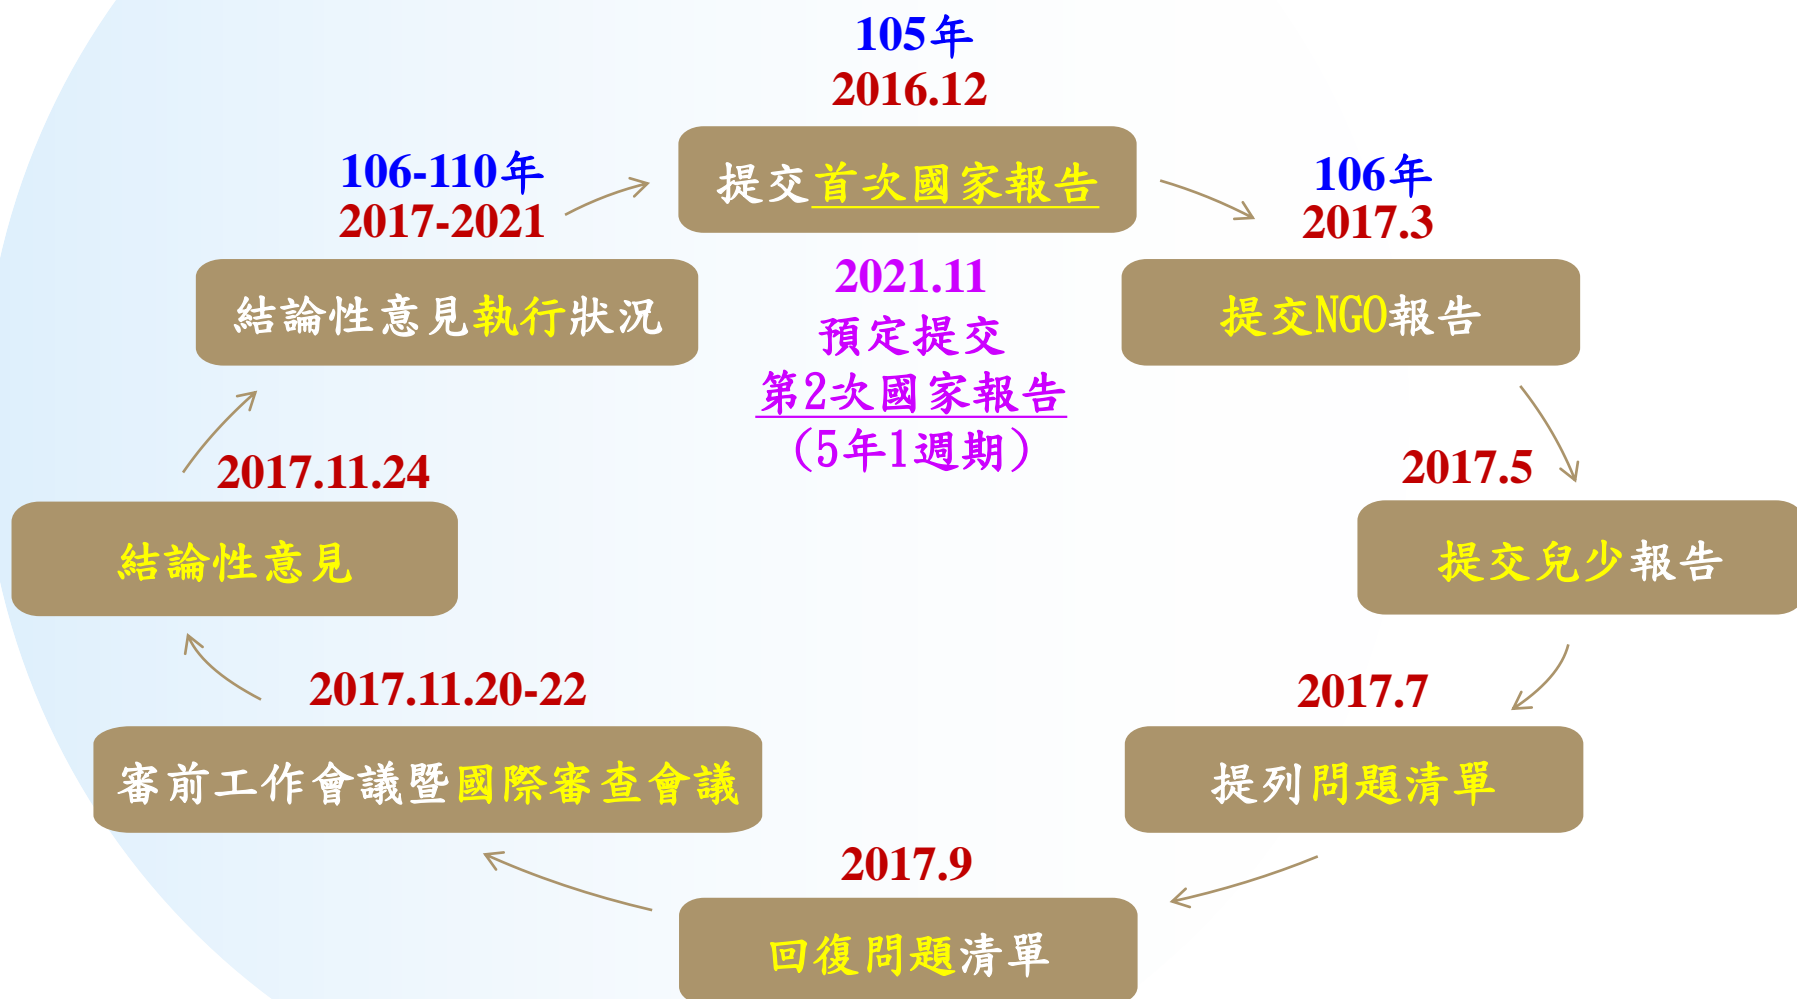 105年
2016.12
提交首次國家報告
106年
2017.3
提交NGO報告
2017.5
提交兒少報告
2017.7
提列問題清單
2017.9
回復問題清單
2017.11.20-22
審前工作會議暨國際審查會議
2017.11.24
結論性意見
106-110年
2017-2021
結論性意見執行狀況
2021.11
預定提交
第2次國家報告
(5年1週期)